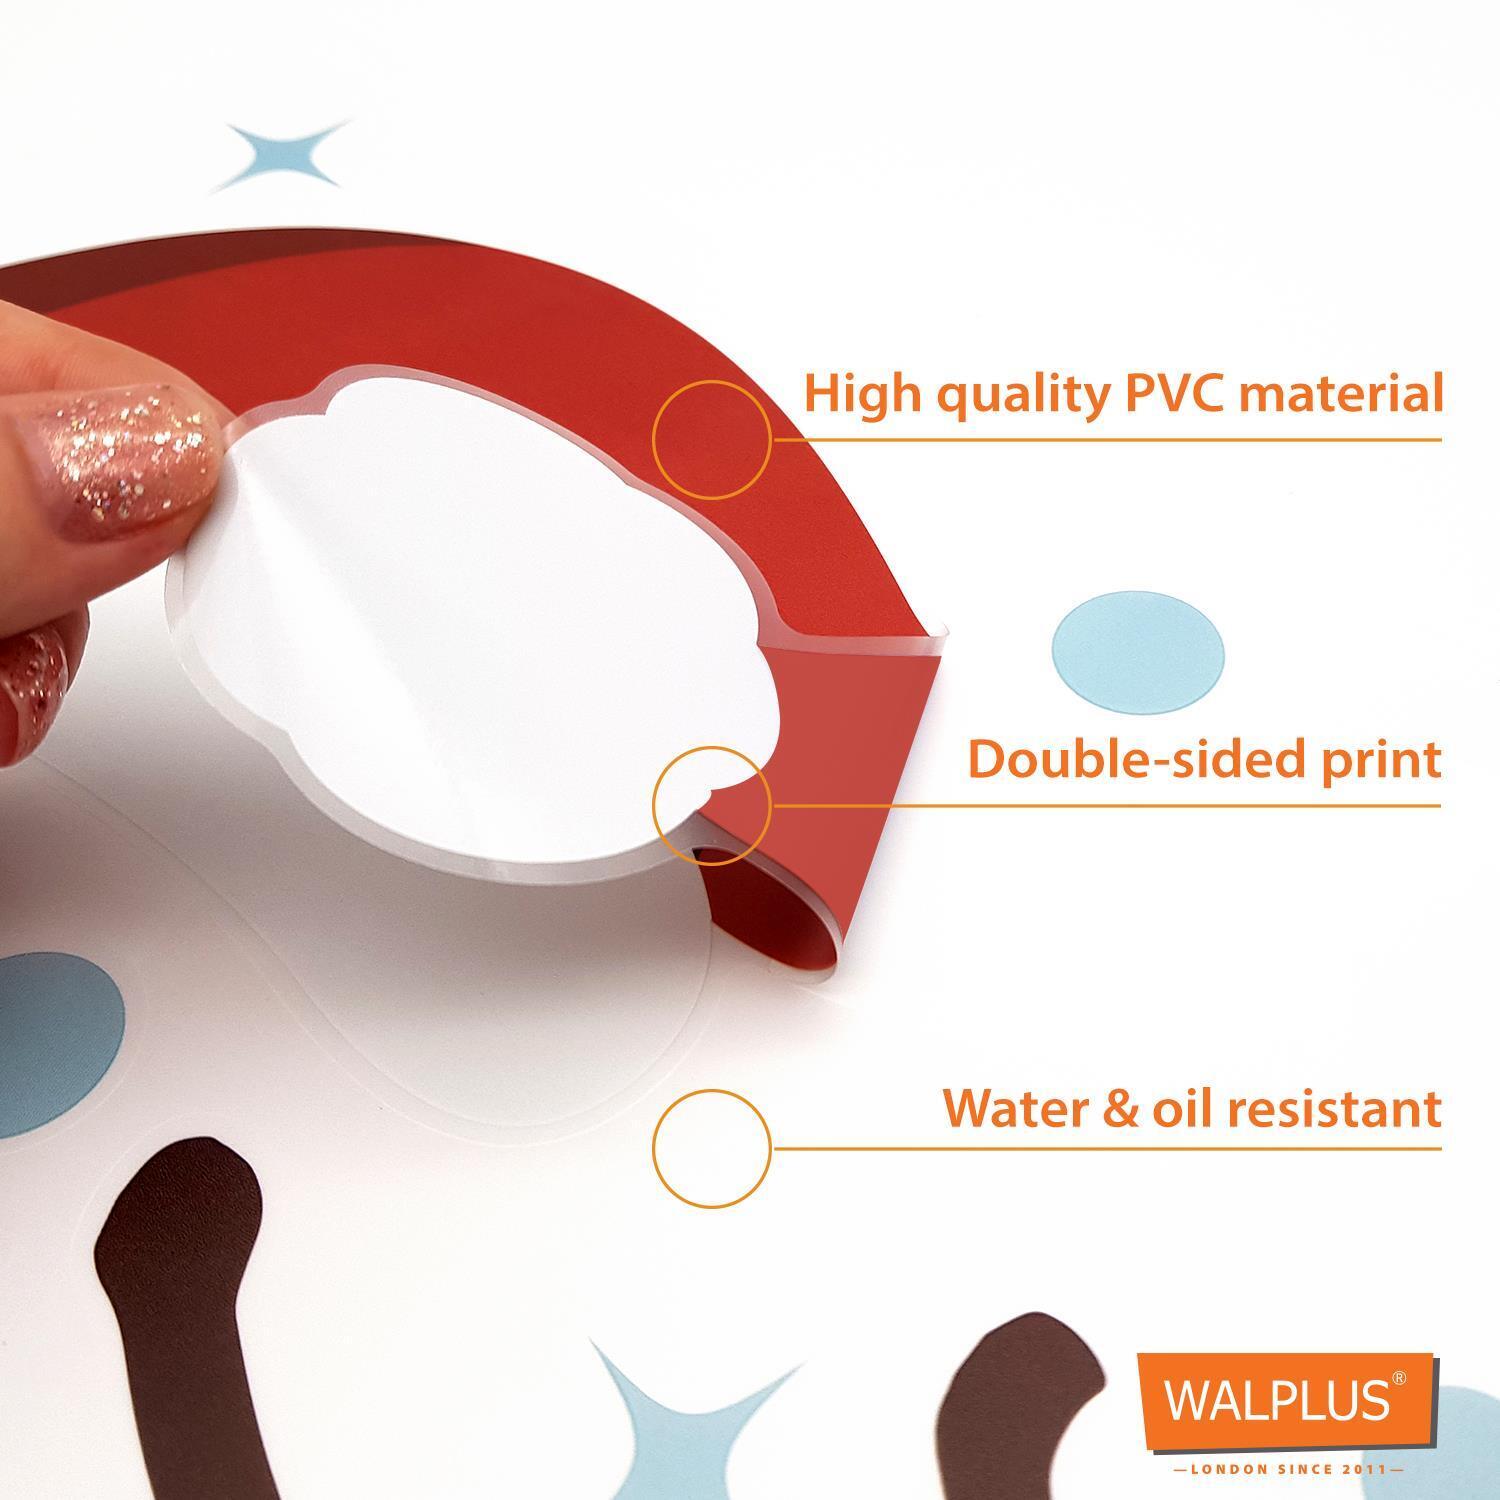 High quality PVC material
Double-sided print
Water & oil resistant
WALPLUS®
—LONDON SINCE 2011—